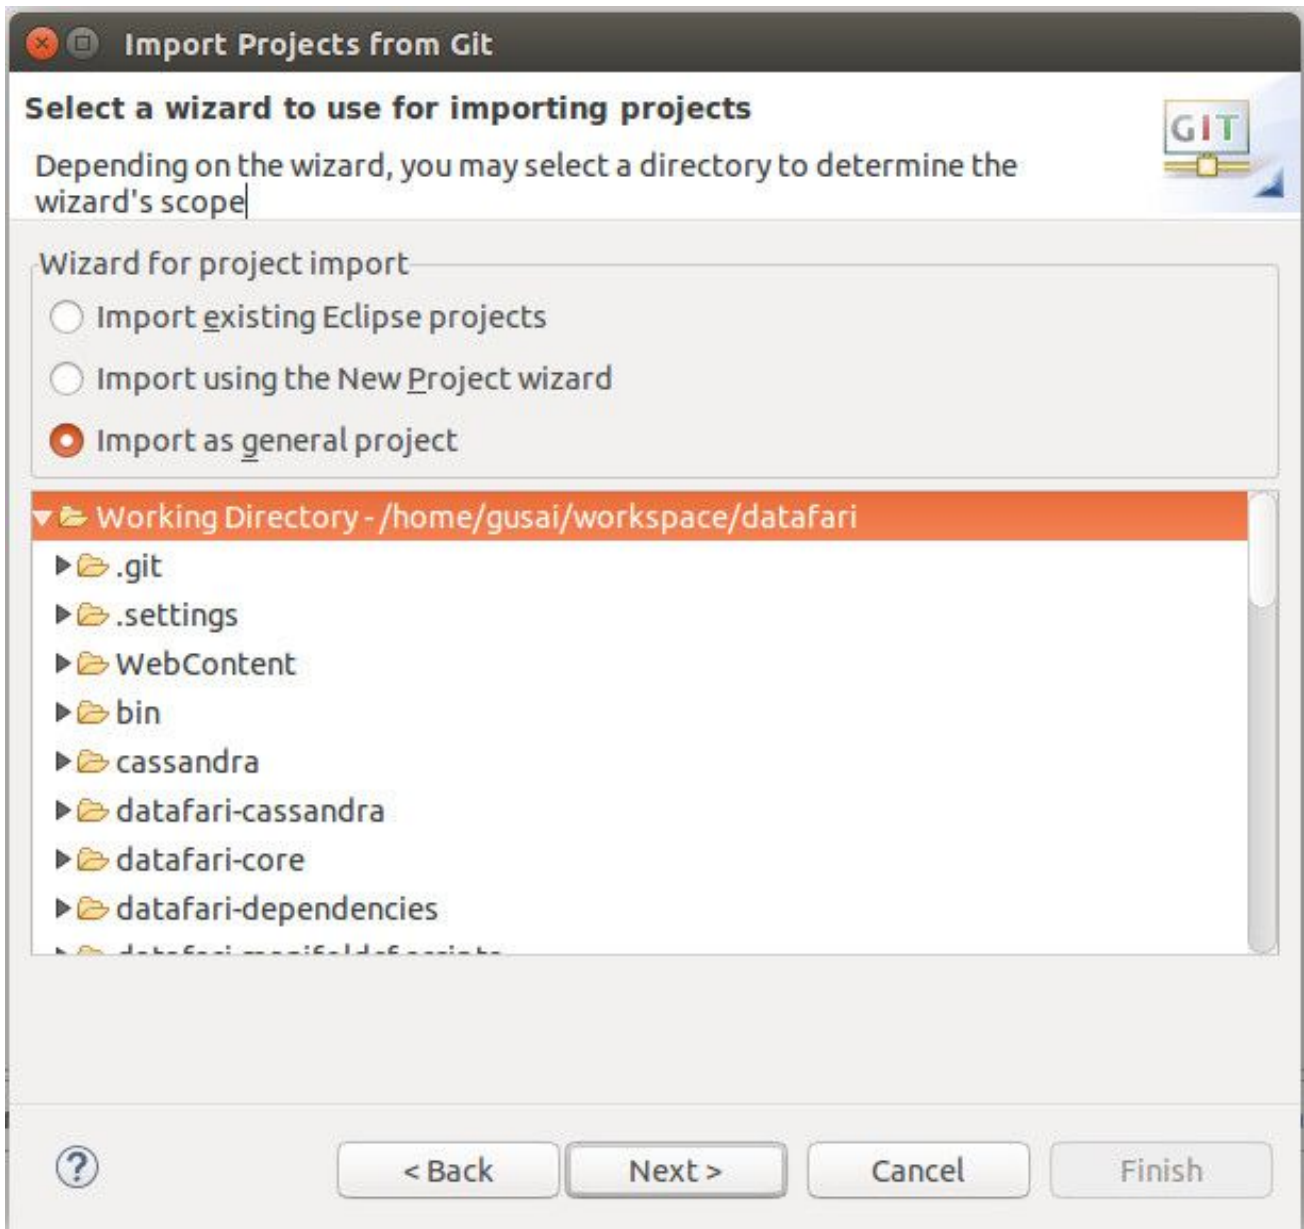 Import Projects from Git
Select a wizard to use for importing projects
GIT
Depending on the wizard, you may select a directory to determine the
wizard's scope
Wizard for project import
Import existing Eclipse projects
Import using the New Project wizard
Import as general project
Working Directory - /home/gusai/workspace/datafari
.git
.settings
WebContent
bin
cassandra
datafari-cassandra
datafari-core
datafari-dependencies
?
< Back
Next >
Cancel
Finish